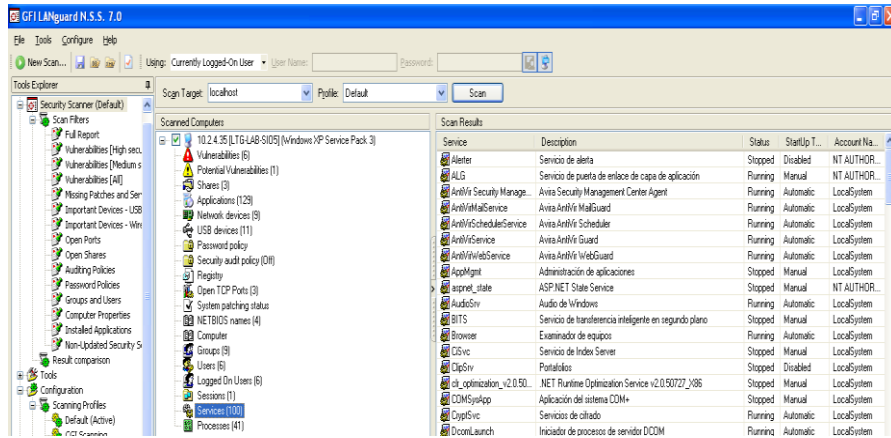 GFI LANguard N.S.S. 7.0
File Tools Configure Help
New Scan... Using: Currently Logged-On User User Name: Password:
Tools Explorer
Scan Target: localhost Profile: Default Scan
Security Scanner (Default)
Scan Filters
Full Report
Vulnerabilities [High secu.
Vulnerabilities [Medium s
Vulnerabilities [All]
Missing Patches and Ser
Important Devices - USB
Important Devices - Wire
Open Ports
Open Shares
Auditing Policies
Password Policies
Groups and Users
Computer Properties
Installed Applications
Non-Updated Security S
Result comparison
Tools
Configuration
Scanning Profiles
Default (Active)
CGI Scanning
Scanned Computers
10.2.4.35 [LTG-LAB-SI05] (Windows XP Service Pack 3)
Vulnerabilities (6)
Potential Vulnerabilities (1)
Shares (3)
Applications (129)
Network devices (9)
USB devices (11)
Password policy
Security audit policy (Off)
Registry
Open TCP Ports (3)
System patching status
NETBIOS names (4)
Computer
Groups (9)
Users (6)
Logged On Users (6)
Sessions (1)
Services (100)
Processes (41)
Scan Results
Service Description Status StartUp T... Account Na...
Alerter Servicio de alerta Stopped Disabled NT AUTHOR...
ALG Servicio de puerta de enlace de capa de aplicación Running Manual NT AUTHOR...
AntiVir Security Manage... Avira Security Management Center Agent Running Automatic LocalSystem
AntiVirMailService Avira AntiVir MailGuard Running Automatic LocalSystem
AntiVirSchedulerService Avira AntiVir Scheduler Running Automatic LocalSystem
AntiVirService Avira AntiVir Guard Running Automatic LocalSystem
AntiVirWebService Avira AntiVir WebGuard Running Automatic LocalSystem
AppMgmt Administración de aplicaciones Stopped Manual LocalSystem
aspnet_state ASP.NET State Service Stopped Manual NT AUTHOR...
AudioSrv Audio de Windows Running Automatic LocalSystem
BITS Servicio de transferencia inteligente en segundo plano Stopped Manual LocalSystem
Browser Examinador de equipos Running Automatic LocalSystem
CiSvc Servicio de Index Server Stopped Manual LocalSystem
ClipSrv Portafolios Stopped Disabled LocalSystem
clr_optimization_v2.0.50... .NET Runtime Optimization Service v2.0.50727_X86 Stopped Manual LocalSystem
COMSysApp Aplicación del sistema COM+ Stopped Manual LocalSystem
CryptSvc Servicios de cifrado Running Automatic LocalSystem
DcomLaunch Iniciador de procesos de servidor DCOM Running Automatic LocalSystem